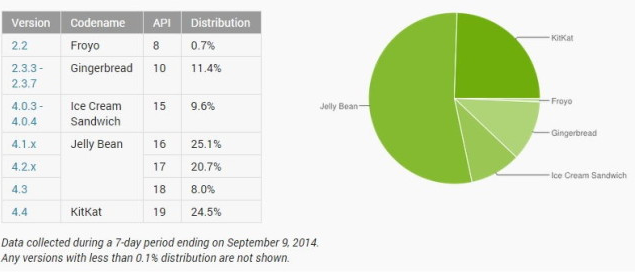 Version Codename API Distribution
2.2 Froyo 8 0.7%
2.3.3 - Gingerbread 10 11.4%
2.3.7
4.0.3 - Ice Cream 15 9.6%
4.0.4 Sandwich
4.1.x Jelly Bean 16 25.1%
4.2.x 17 20.7%
4.3 18 8.0%
4.4 KitKat 19 24.5%
KitKat
Froyo
Jelly Bean
Gingerbread
Ice Cream Sandwich
Data collected during a 7-day period ending on September 9, 2014.
Any versions with less than 0.1% distribution are not shown.